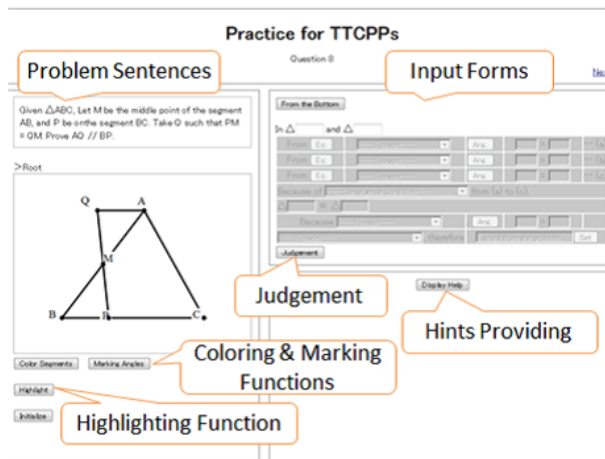 Practice for TTCPPs
Question 8
Problem Sentences
Input Forms
Given △ABC, Let M be the middle point of the segment
AB, and P be onthe segment BC. Take Q such that PM
= QM. Prove AQ // BP.
>Root
Q A
M
B P C
From the Bottom
In △ and △
From Eq. Ang.
From Eq. Ang.
From Eq. Ang.
Because of from (a) to (c),
△ ≡ △
Because Ang.
therefore Set
Judgement
Judgement
Display Help
Hints Providing
Color Segments Marking Angles
Coloring & Marking
Functions
Highlight
Highlighting Function
Initialize